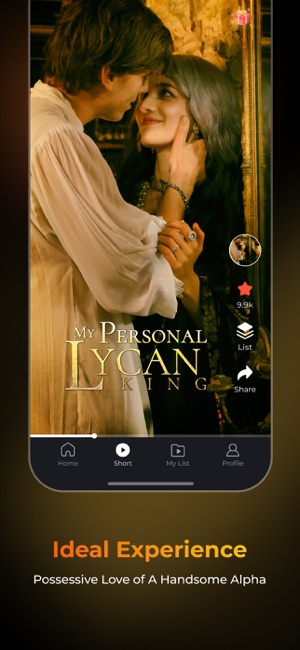 My Personal
Lycan
King
9.9k
List
Share
Home
Short
My List
Profile
Ideal Experience
Possessive Love of A Handsome Alpha